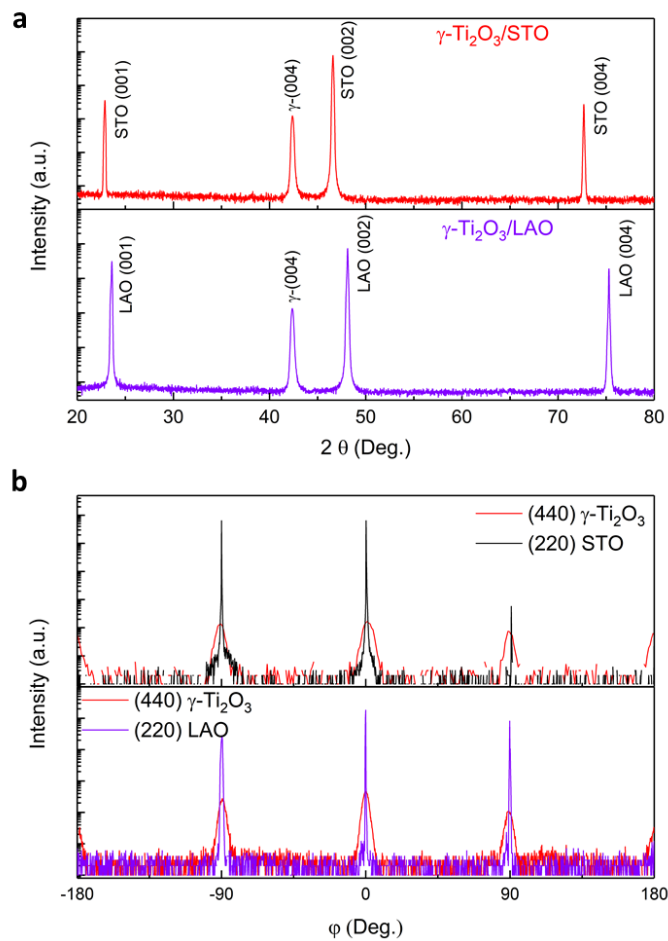 a
γ-Ti₂O₃/STO
STO (001)
γ-(004)
STO (002)
STO (004)
γ-Ti₂O₃/LAO
LAO (001)
γ-(004)
LAO (002)
LAO (004)
Intensity (a.u.)
20 30 40 50 60 70 80
2 θ (Deg.)
b
(440) γ-Ti₂O₃
(220) STO
(440) γ-Ti₂O₃
(220) LAO
Intensity (a.u.)
-180 -90 0 90 180
φ (Deg.)